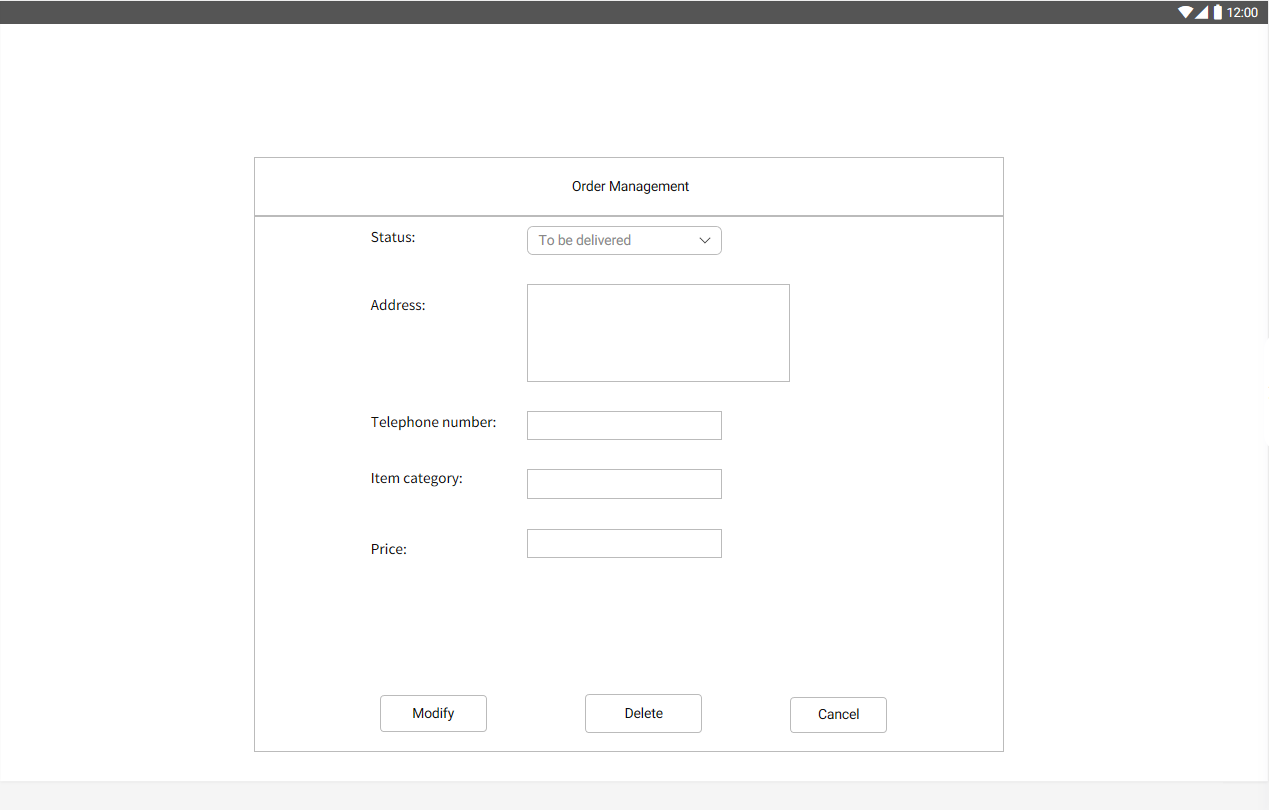 12:00
Order Management
Status:
To be delivered
Address:
Telephone number:
Item category:
Price:
Modify
Delete
Cancel